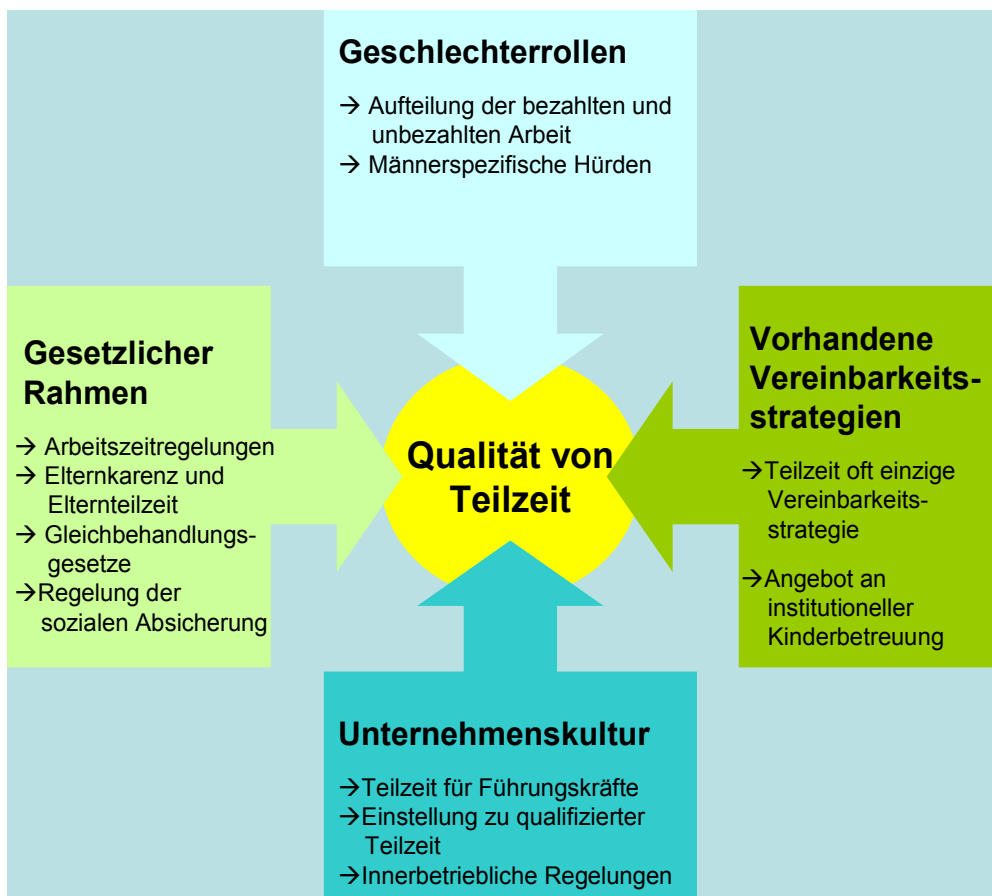 Geschlechterrollen
→ Aufteilung der bezahlten und
unbezahlten Arbeit
→ Männerspezifische Hürden
Gesetzlicher
Rahmen
→ Arbeitszeitregelungen
→ Elternkarenz und
Elternteilzeit
→ Gleichbehandlungs-
gesetze
→Regelung der
sozialen Absicherung
Qualität von
Teilzeit
Vorhandene
Vereinbarkeits-
strategien
→Teilzeit oft einzige
Vereinbarkeits-
strategie
→Angebot an
institutioneller
Kinderbetreuung
Unternehmenskultur
→Teilzeit für Führungskräfte
→Einstellung zu qualifizierter
Teilzeit
→Innerbetriebliche Regelungen